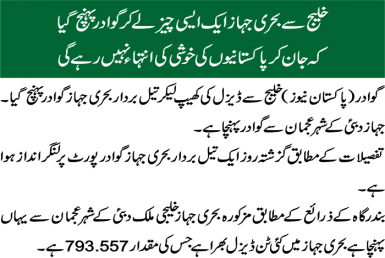 خلیج سے بحری جہاز ایک ایسی چیز لے کر گوادر پہنچ گیا
کہ جان کر پاکستانیوں کی خوشی کی انتہاء نہیں رہے گی
گوادر (پاکستان نیوز) خلیج سے ڈیزل کی کھیپ لیکر تیل بردار بحری جہاز گوادر پہنچ گیا۔
جہاز دبئی کے شہر عجمان سے گوادر پہنچا ہے۔
تفصیلات کے مطابق گزشتہ روز ایک تیل بردار بحری جہاز گوادر پورٹ پر لنگر انداز ہوا
ہے۔
بندرگاہ کے ذرائع کے مطابق مزکورہ بحری جہاز خلیجی ملک دبئی کے شہر عجمان سے یہاں
پہنچا ہے بحری جہاز میں کئی ٹن ڈیزل بھرا ہے جس کی مقدار 793.557 ہے۔